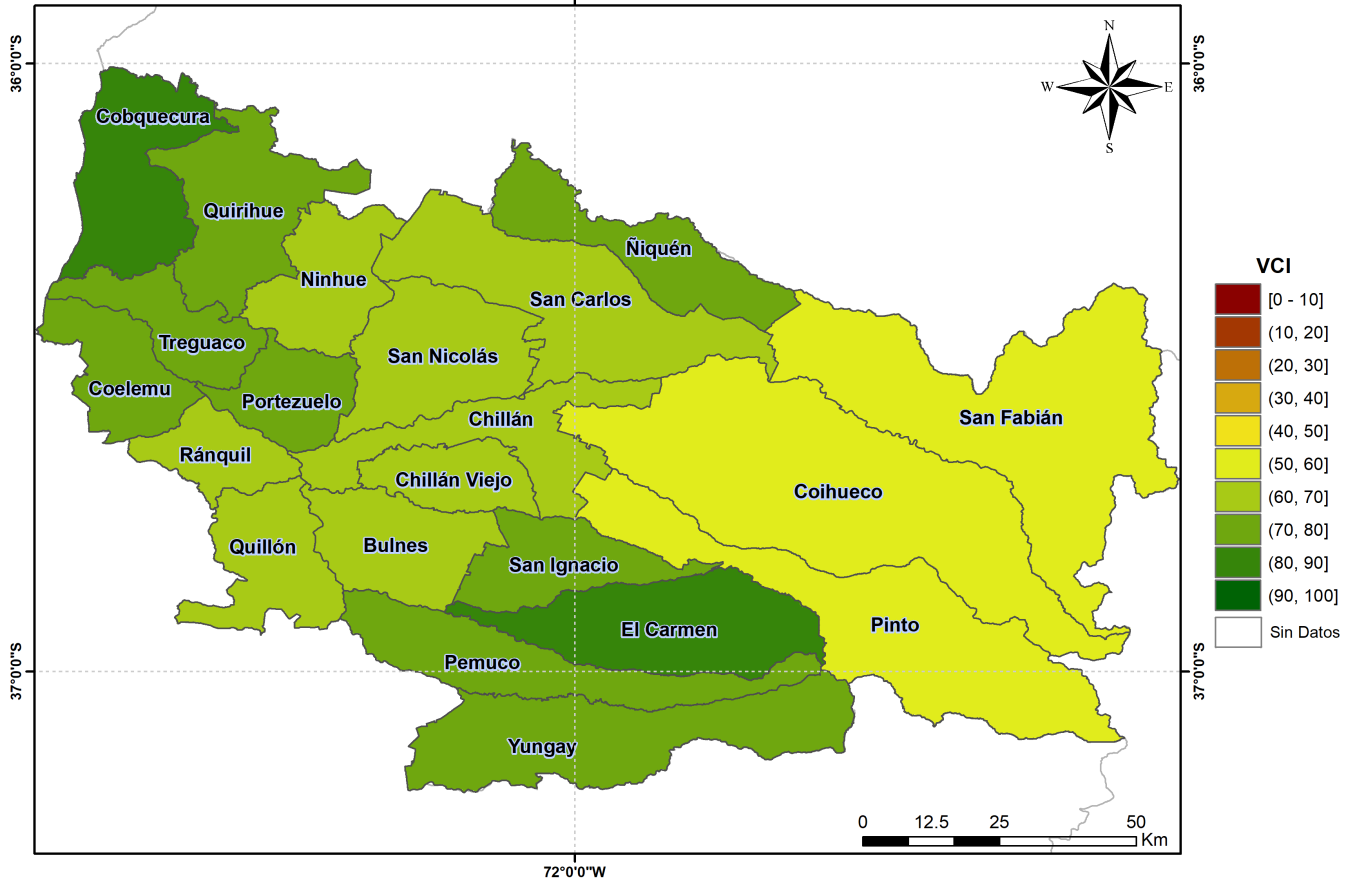 36°0'0"S
36°0'0"S
N
W
E
S
Cobquecura
Quirihue
Ñiquén
Ninhue
San Carlos
Treguaco
San Nicolás
Coelemu
Portezuelo
Chillán
San Fabián
Ránquil
Chillán Viejo
Coihueco
Quillón
Bulnes
San Ignacio
El Carmen
Pinto
Pemuco
Yungay
37°0'0"S
37°0'0"S
72°0'0"W
VCI
[0 - 10]
(10, 20]
(20, 30]
(30, 40]
(40, 50]
(50, 60]
(60, 70]
(70, 80]
(80, 90]
(90, 100]
Sin Datos
0 12.5 25 50
Km